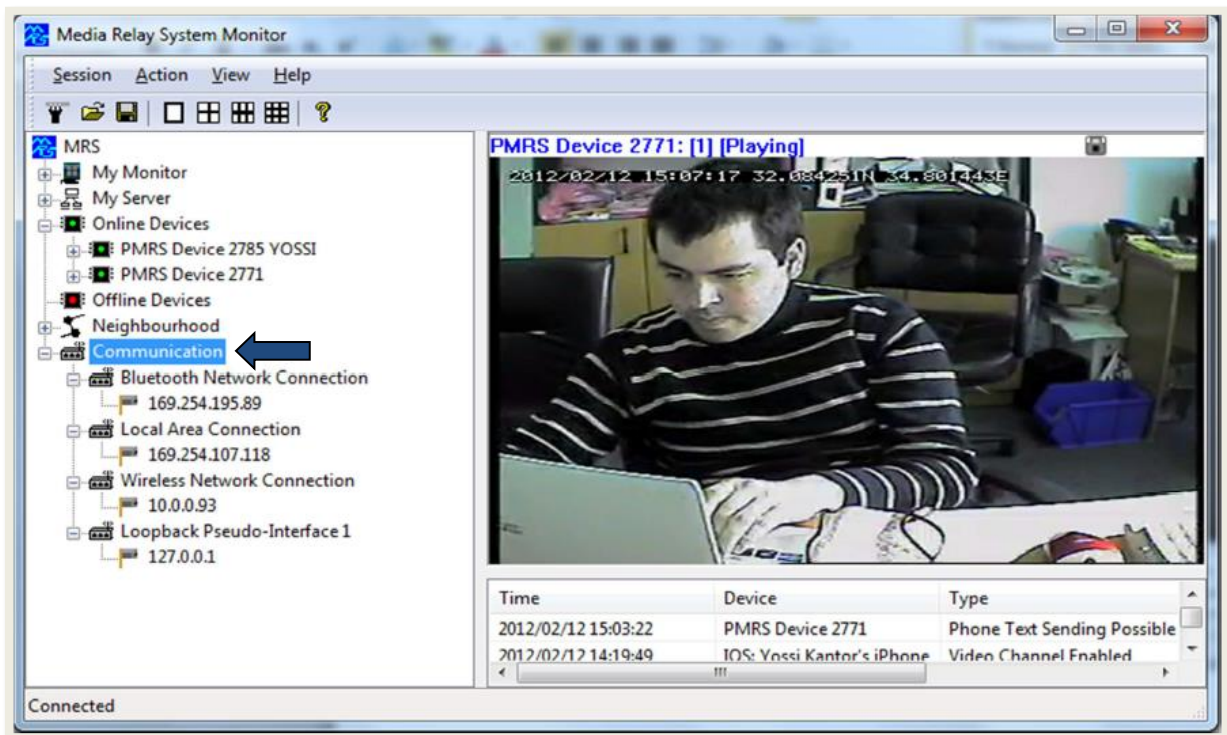 Media Relay System Monitor
Session Action View Help
MRS
My Monitor
My Server
Online Devices
PMRS Device 2785 YOSSI
PMRS Device 2771
Offline Devices
Neighbourhood
Communication
Bluetooth Network Connection
169.254.195.89
Local Area Connection
169.254.107.118
Wireless Network Connection
10.0.0.93
Loopback Pseudo-Interface 1
127.0.0.1
PMRS Device 2771: [1] [Playing]
2012/02/12 15:07:17 32.084251N 34.801443E
Time Device Type
2012/02/12 15:03:22 PMRS Device 2771 Phone Text Sending Possible
2012/02/12 14:19:49 IOS: Yossi Kantor's iPhone Video Channel Enabled
Connected